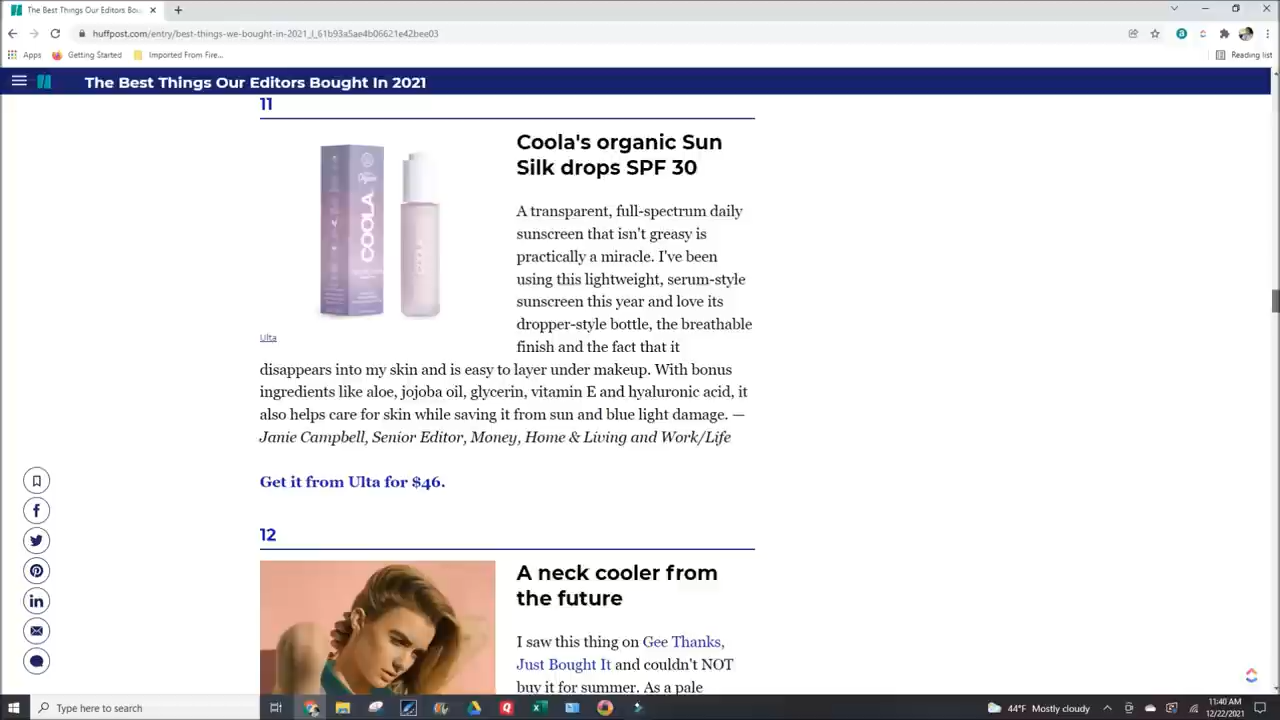 The Best Things Our Editors Bou
huffpost.com/entry/best-things-we-bought-in-2021_l_61b93a5ae4b06621e42bee03
Apps
Getting Started
Imported From Fire...
Reading list
The Best Things Our Editors Bought In 2021
11
Coola's organic Sun
Silk drops SPF 30
COOLA
A transparent, full-spectrum daily
sunscreen that isn't greasy is
practically a miracle. I've been
using this lightweight, serum-style
sunscreen this year and love its
dropper-style bottle, the breathable
finish and the fact that it
Ulta
disappears into my skin and is easy to layer under makeup. With bonus
ingredients like aloe, jojoba oil, glycerin, vitamin E and hyaluronic acid, it
also helps care for skin while saving it from sun and blue light damage. —
Janie Campbell, Senior Editor, Money, Home & Living and Work/Life
Get it from Ulta for $46.
12
A neck cooler from
the future
I saw this thing on Gee Thanks,
Just Bought It and couldn't NOT
buy it for summer. As a pale
Type here to search
44°F Mostly cloudy
11:40 AM
12/22/2021